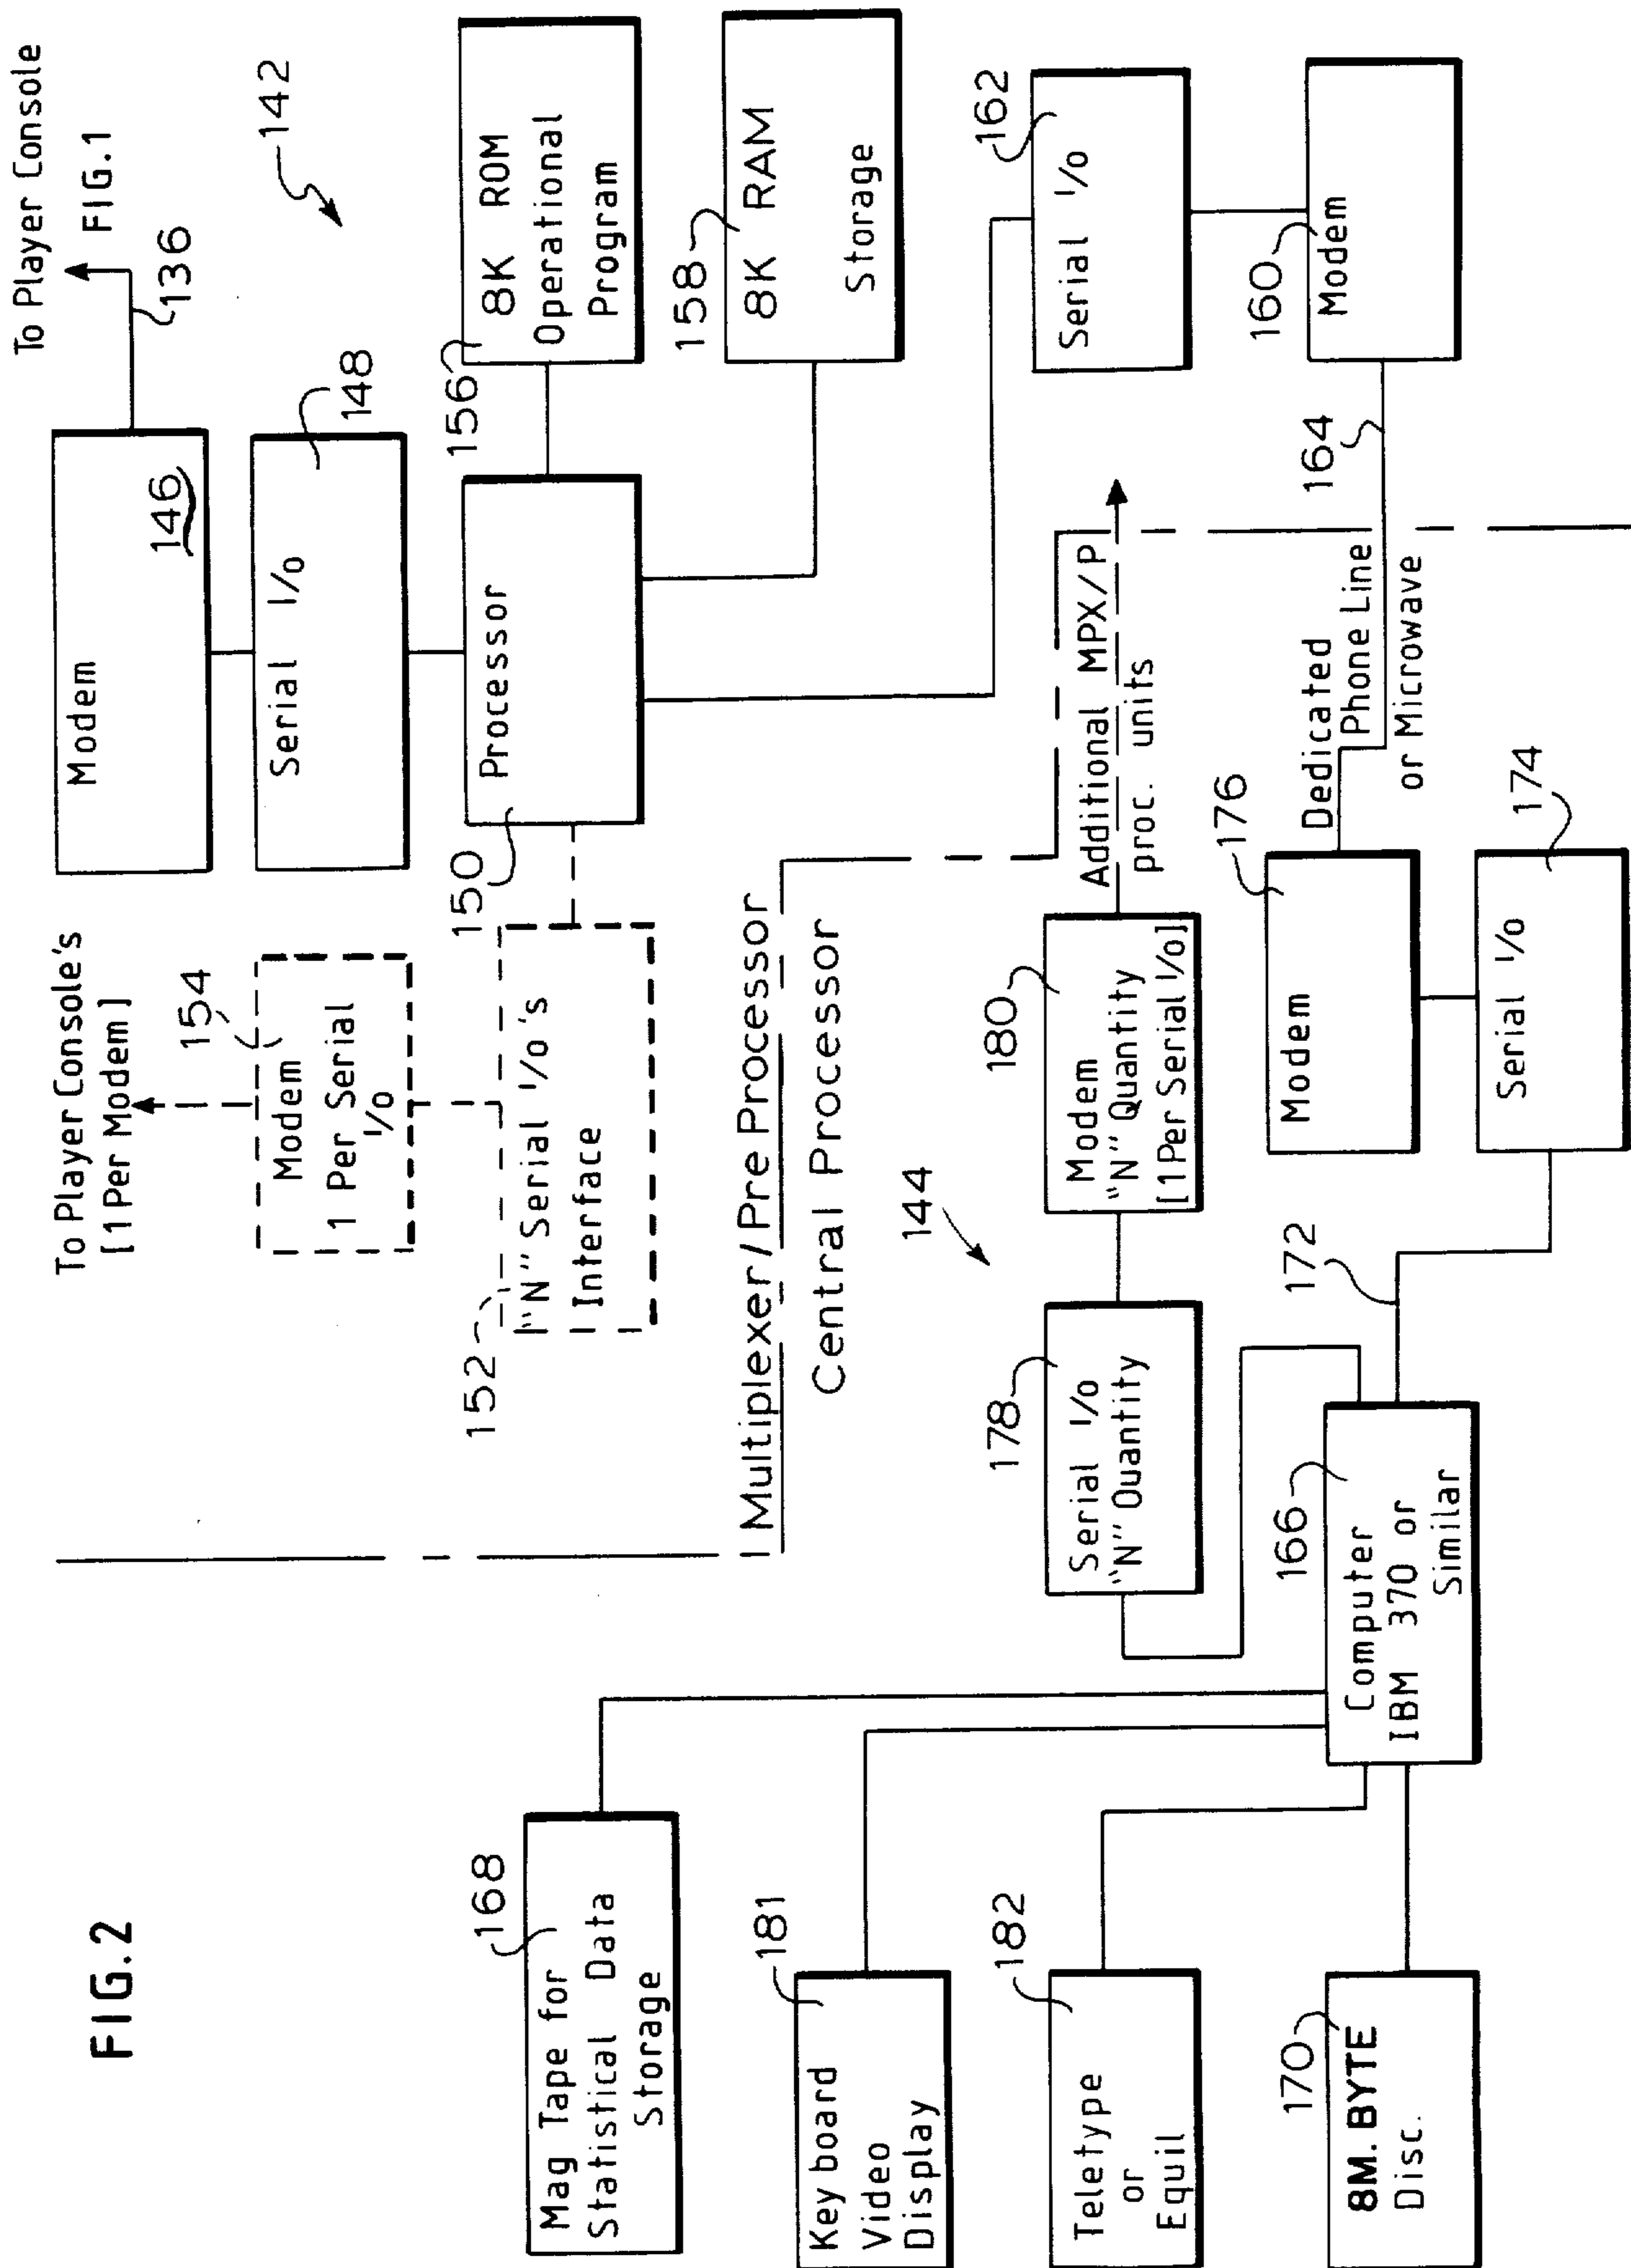 FIG.2
To Player Console
FIG.1
136
142
Modem
146
Serial I/o
148
Processor
150
156
8K ROM
Operational
Program
158
8K RAM
Storage
To Player Console's
[1 Per Modem]
154
Modem
1 Per Serial
I/o
152
"N" Serial I/o's
Interface
Serial I/o
162
Modem
160
164
Multiplexer/Pre Processor
Central Processor
144
Dedicated
Phone Line
or Microwave
Additional MPX/P
proc. units
180
Modem
"N" Quantity
[1Per Serial I/o]
178
Serial I/o
"N" Ouantity
176
Modem
174
Serial I/o
172
166
Computer
IBM 370 or
Similar
168
Mag Tape for
Statistical Data
Storage
181
Key board
Video
Display
182
Teletype
or
Equil
170
8M.BYTE
Disc.